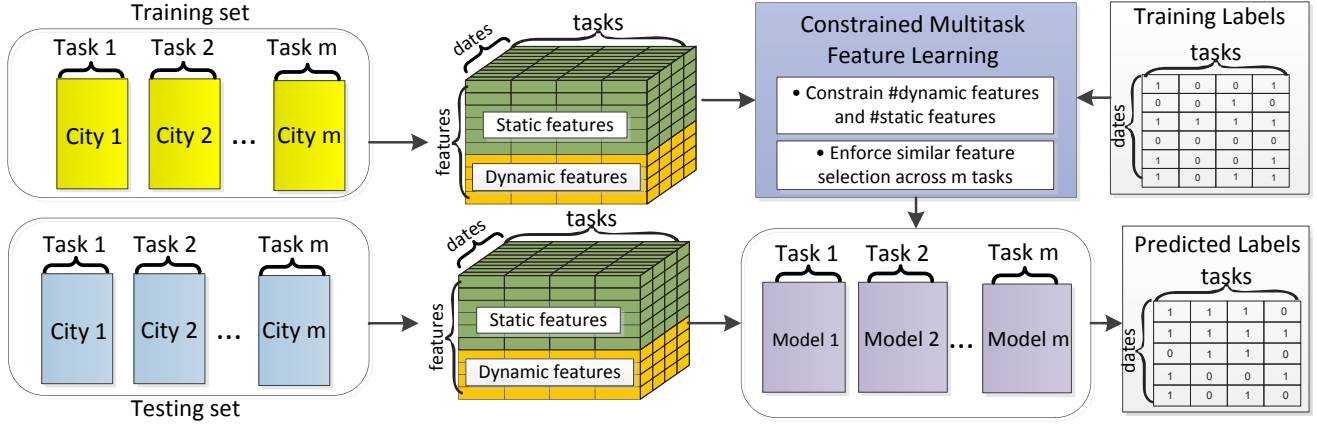 Training set
Task 1 Task 2 Task m
City 1 City 2 ... City m
dates
tasks
features
Static features
Dynamic features
Constrained Multitask
Feature Learning
• Constrain #dynamic features
and #static features
• Enforce similar feature
selection across m tasks
Training Labels
tasks
dates
1 0 0 1
0 0 1 0
1 1 1 1
0 0 0 0
1 0 0 1
1 0 1 1
Task 1 Task 2 Task m
City 1 City 2 ... City m
Testing set
dates
tasks
features
Static features
Dynamic features
Task 1 Task 2 Task m
Model 1 Model 2 ... Model m
Predicted Labels
tasks
dates
1 1 1 0
1 1 1 1
0 1 1 0
1 0 0 1
1 0 1 0